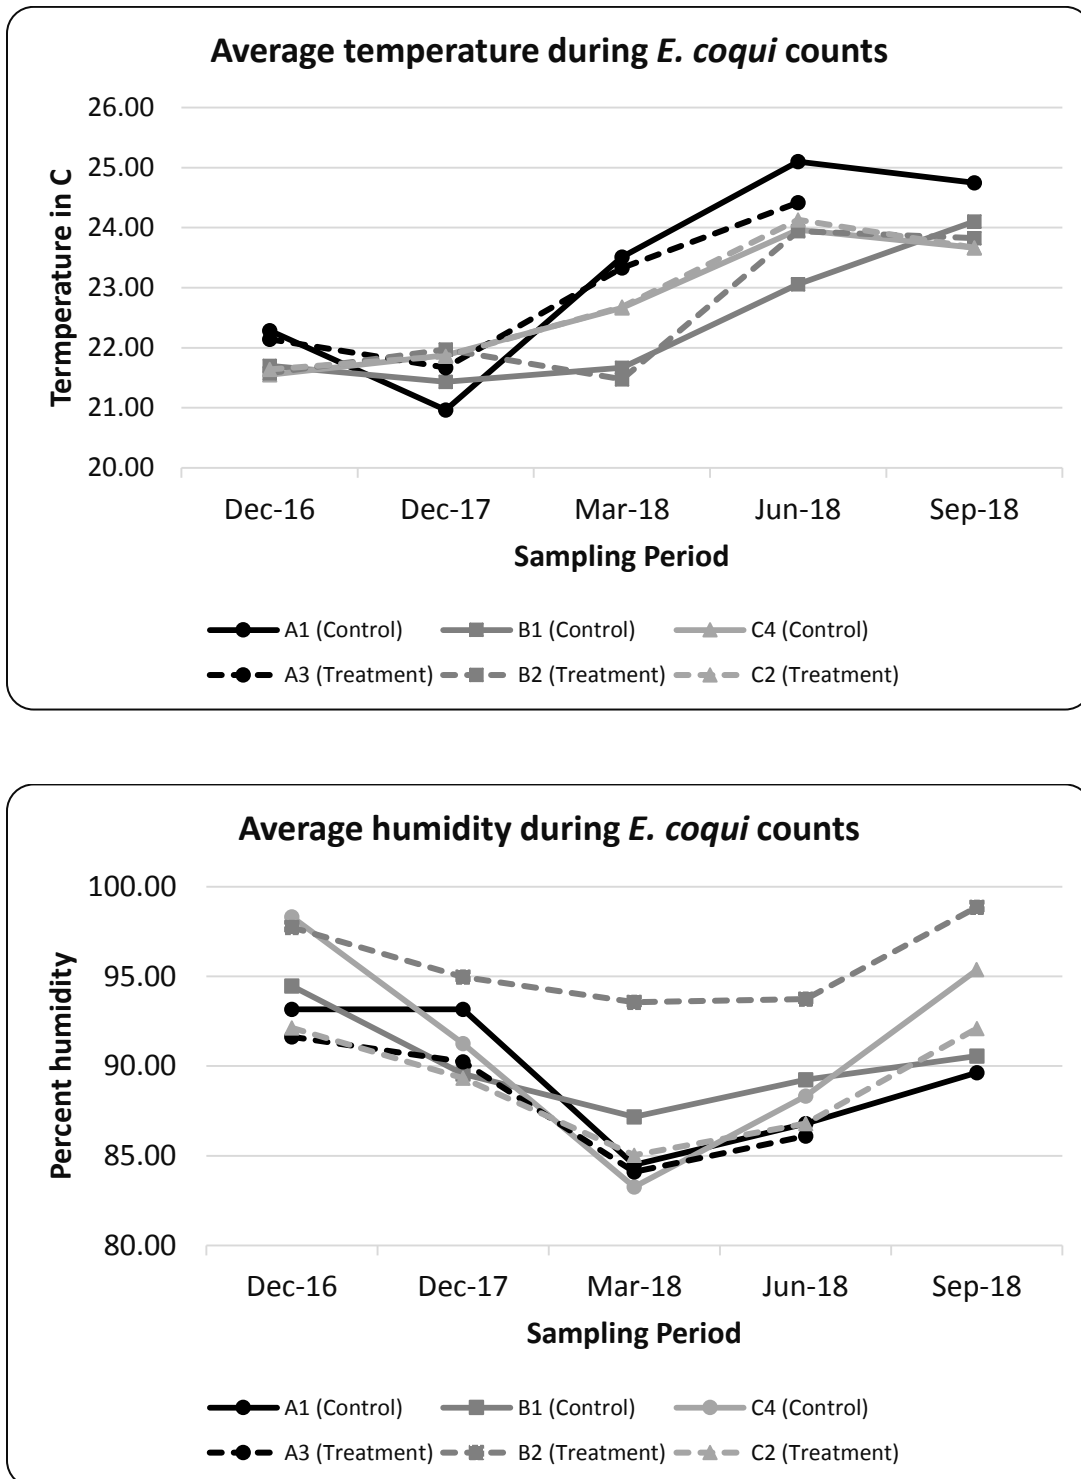 Average temperature during E. coqui counts
26.00
25.00
24.00
23.00
22.00
21.00
20.00
Termperature in C
Dec-16 Dec-17 Mar-18 Jun-18 Sep-18
Sampling Period
A1 (Control) B1 (Control) C4 (Control)
A3 (Treatment) B2 (Treatment) C2 (Treatment)
Average humidity during E. coqui counts
100.00
95.00
90.00
85.00
80.00
Percent humidity
Dec-16 Dec-17 Mar-18 Jun-18 Sep-18
Sampling Period
A1 (Control) B1 (Control) C4 (Control)
A3 (Treatment) B2 (Treatment) C2 (Treatment)